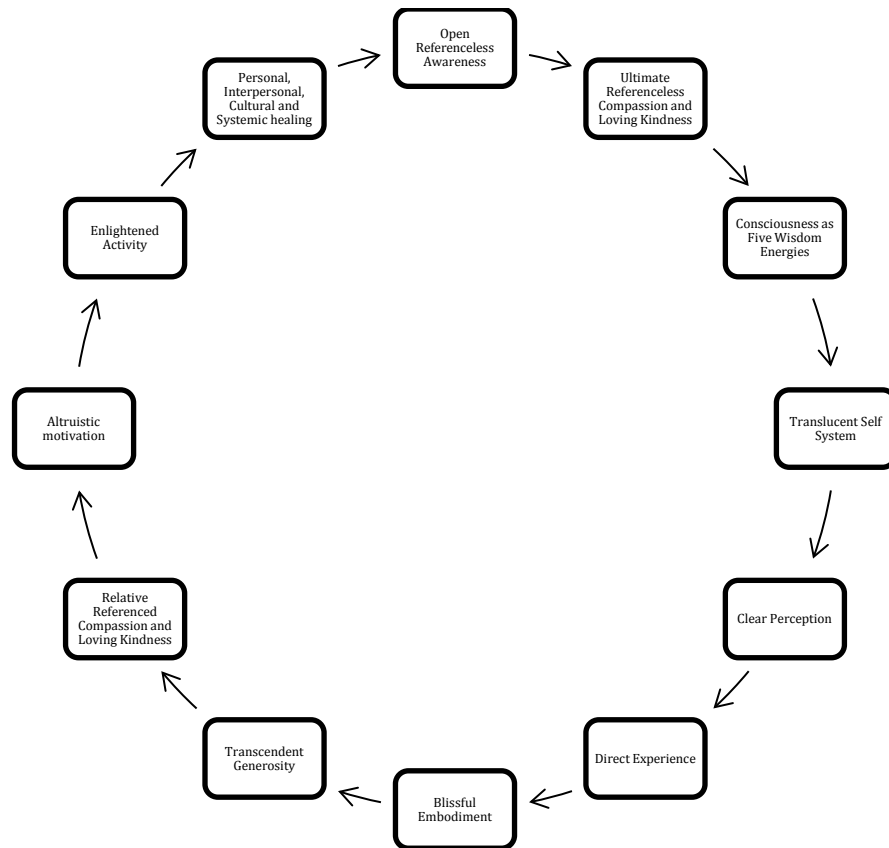 Open
Referenceless
Awareness
Ultimate
Referenceless
Compassion and
Loving Kindness
Consciousness as
Five Wisdom
Energies
Translucent Self
System
Clear Perception
Direct Experience
Blissful
Embodiment
Transcendent
Generosity
Relative
Referenced
Compassion and
Loving Kindness
Altruistic
motivation
Enlightened
Activity
Personal,
Interpersonal,
Cultural and
Systemic healing